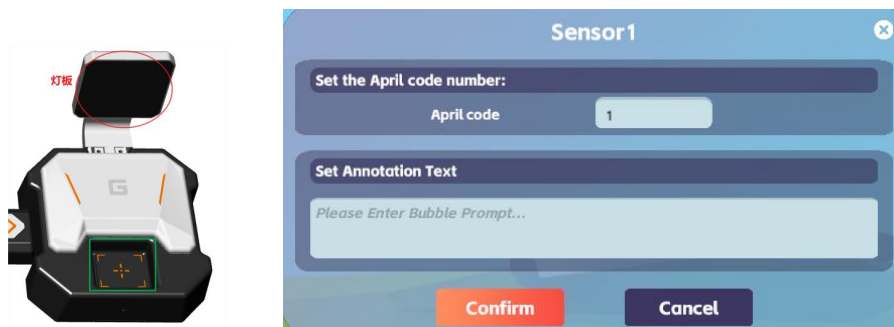 灯板
G
Sensor1
Set the April code number:
April code
1
Set Annotation Text
Please Enter Bubble Prompt...
Confirm
Cancel